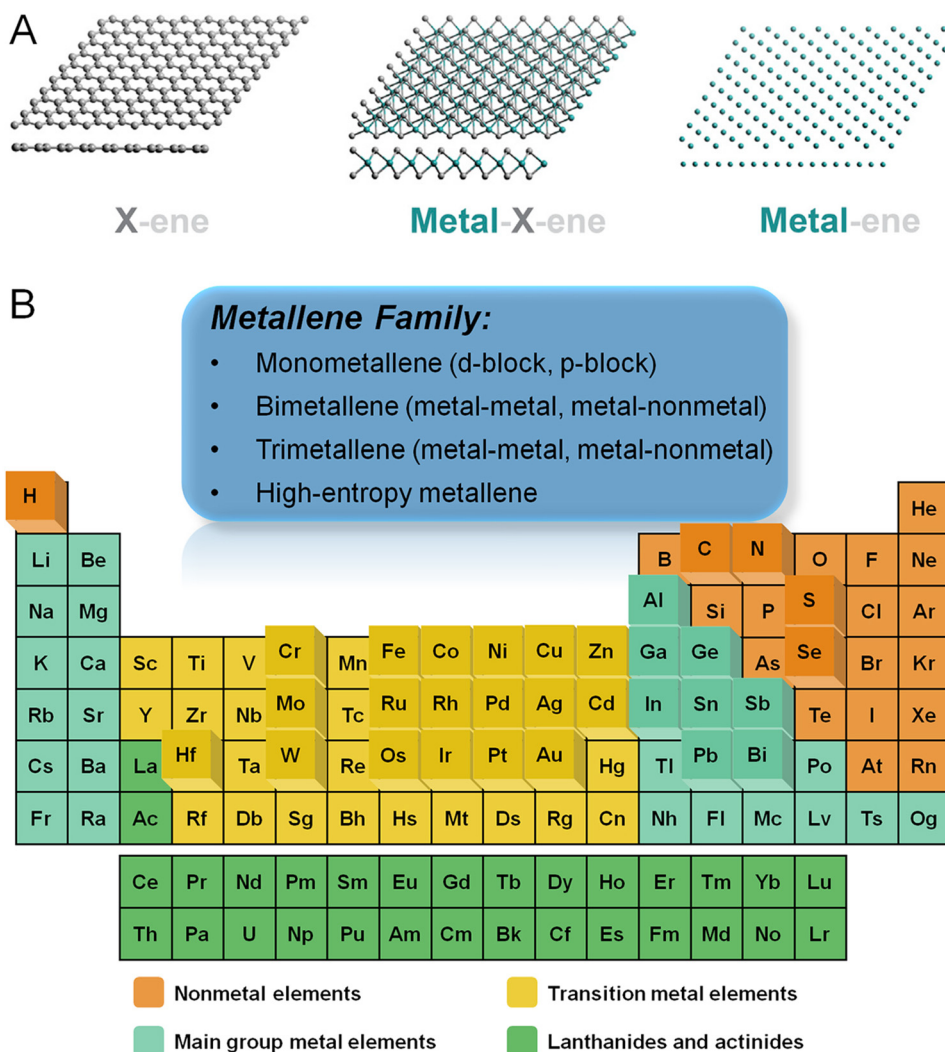 A
X-ene
Metal-X-ene
Metal-ene
B
Metallene Family:
• Monometallene (d-block, p-block)
• Bimetallene (metal-metal, metal-nonmetal)
• Trimetallene (metal-metal, metal-nonmetal)
• High-entropy metallene
H He
Li Be B C N O F Ne
Na Mg Al Si P S Cl Ar
K Ca Sc Ti V Cr Mn Fe Co Ni Cu Zn Ga Ge As Se Br Kr
Rb Sr Y Zr Nb Mo Tc Ru Rh Pd Ag Cd In Sn Sb Te I Xe
Cs Ba La Hf Ta W Re Os Ir Pt Au Hg Tl Pb Bi Po At Rn
Fr Ra Ac Rf Db Sg Bh Hs Mt Ds Rg Cn Nh Fl Mc Lv Ts Og
Ce Pr Nd Pm Sm Eu Gd Tb Dy Ho Er Tm Yb Lu
Th Pa U Np Pu Am Cm Bk Cf Es Fm Md No Lr
Nonmetal elements
Transition metal elements
Main group metal elements
Lanthanides and actinides